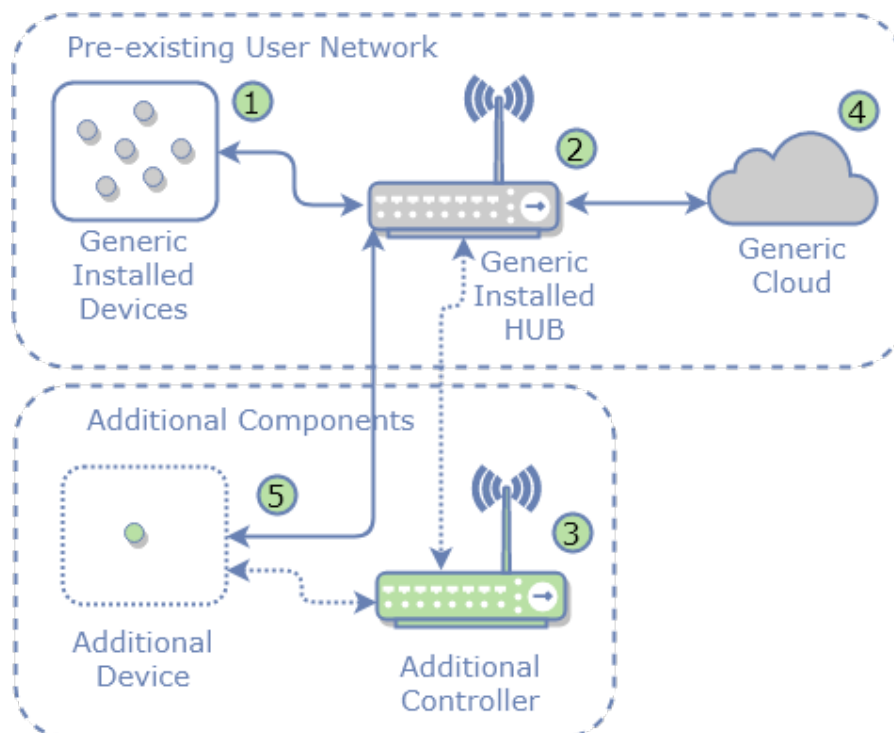 Pre-existing User Network
1
2
4
Generic
Installed
Devices
Generic
Installed
HUB
Generic
Cloud
Additional Components
5
3
Additional
Device
Additional
Controller